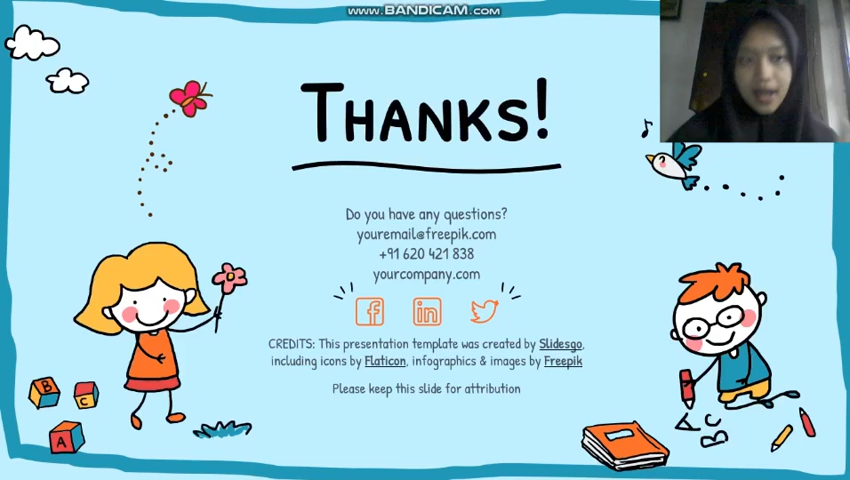 www.BANDICAM.com
THANKS!
Do you have any questions?
youremail@freepik.com
+91 620 421 838
yourcompany.com
CREDITS: This presentation template was created by Slidesgo,
including icons by Flaticon, infographics & images by Freepik
Please keep this slide for attribution
B
C
A
A
B c